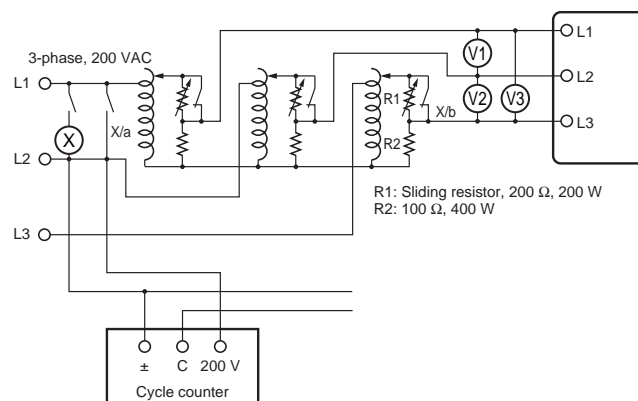 3-phase, 200 VAC
L1
L2
L3
X
X/a
R1
R2
X/b
V1
V2
V3
L1
L2
L3
R1: Sliding resistor, 200 Ω, 200 W
R2: 100 Ω, 400 W
± C 200 V
Cycle counter